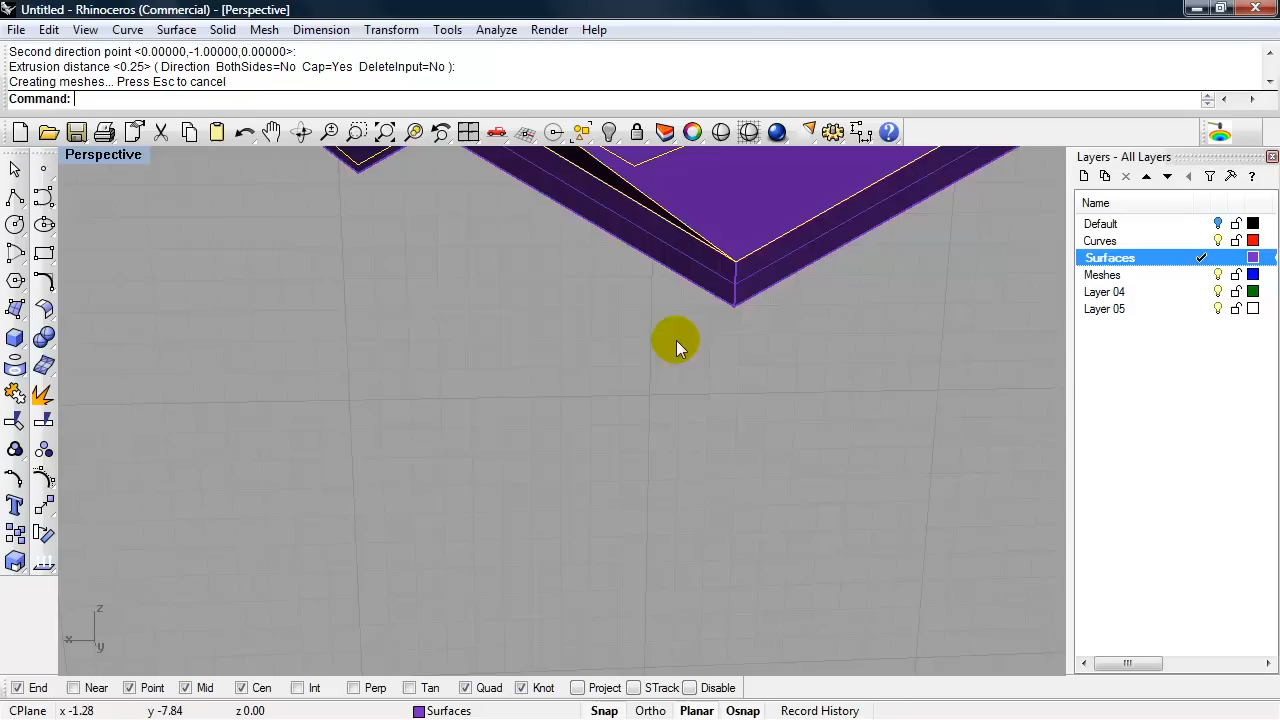 Untitled - Rhinoceros (Commercial) - [Perspective]
File Edit View Curve Surface Solid Mesh Dimension Transform Tools Analyze Render Help
Second direction point <0.00000,-1.00000,0.00000>:
Extrusion distance <0.25> ( Direction BothSides=No Cap=Yes DeleteInput=No ):
Creating meshes... Press Esc to cancel
Command:
Perspective
Layers - All Layers
Name
Default
Curves
Surfaces
Meshes
Layer 04
Layer 05
z
x
y
End Near Point Mid Cen Int Perp Tan Quad Knot Project STrack Disable
CPlane x -1.28 y -7.84 z 0.00 Surfaces Snap Ortho Planar Osnap Record History